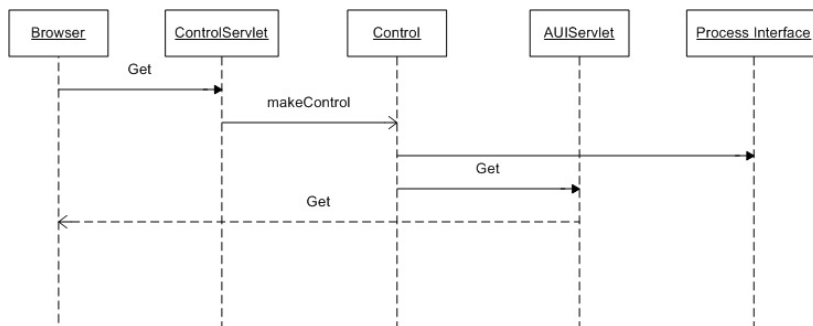 Browser ControlServlet Control AUIServlet Process Interface
Get
makeControl
Get
Get